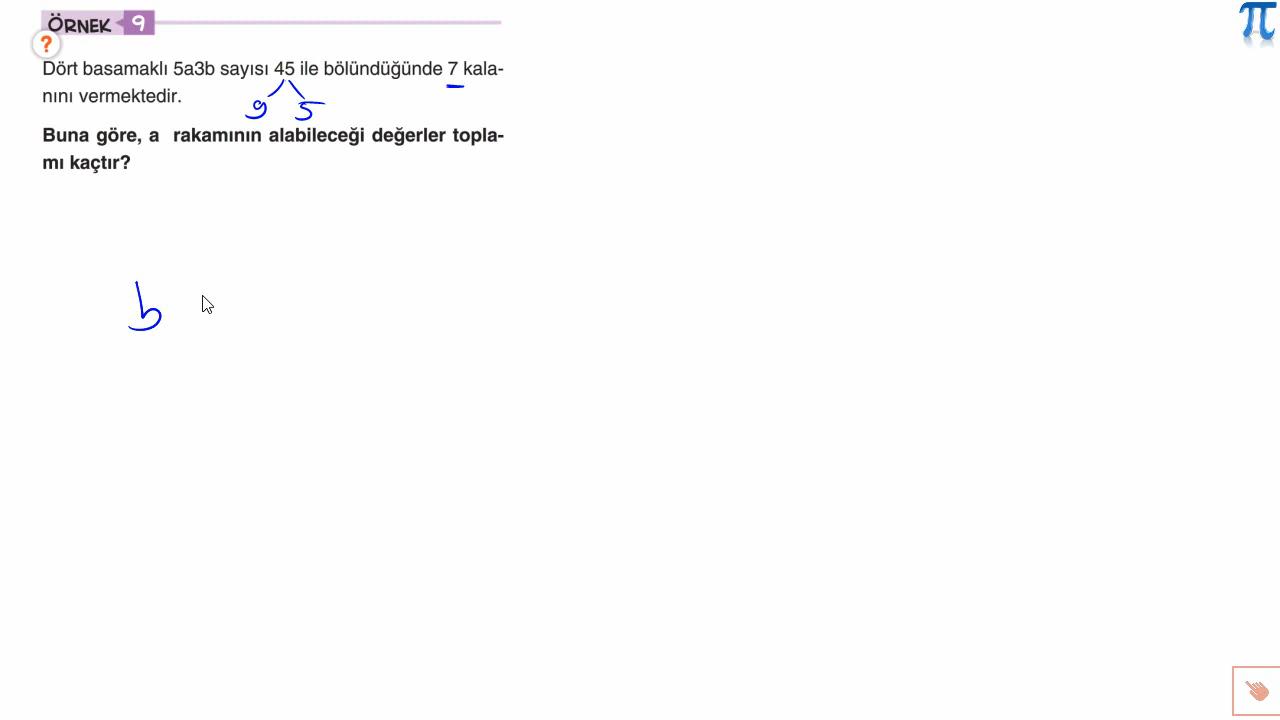 ÖRNEK 9
?
Dört basamaklı 5a3b sayısı 45 ile bölündüğünde 7 kala-
nını vermektedir.
9 5
Buna göre, a rakamının alabileceği değerler topla-
mı kaçtır?
b
π